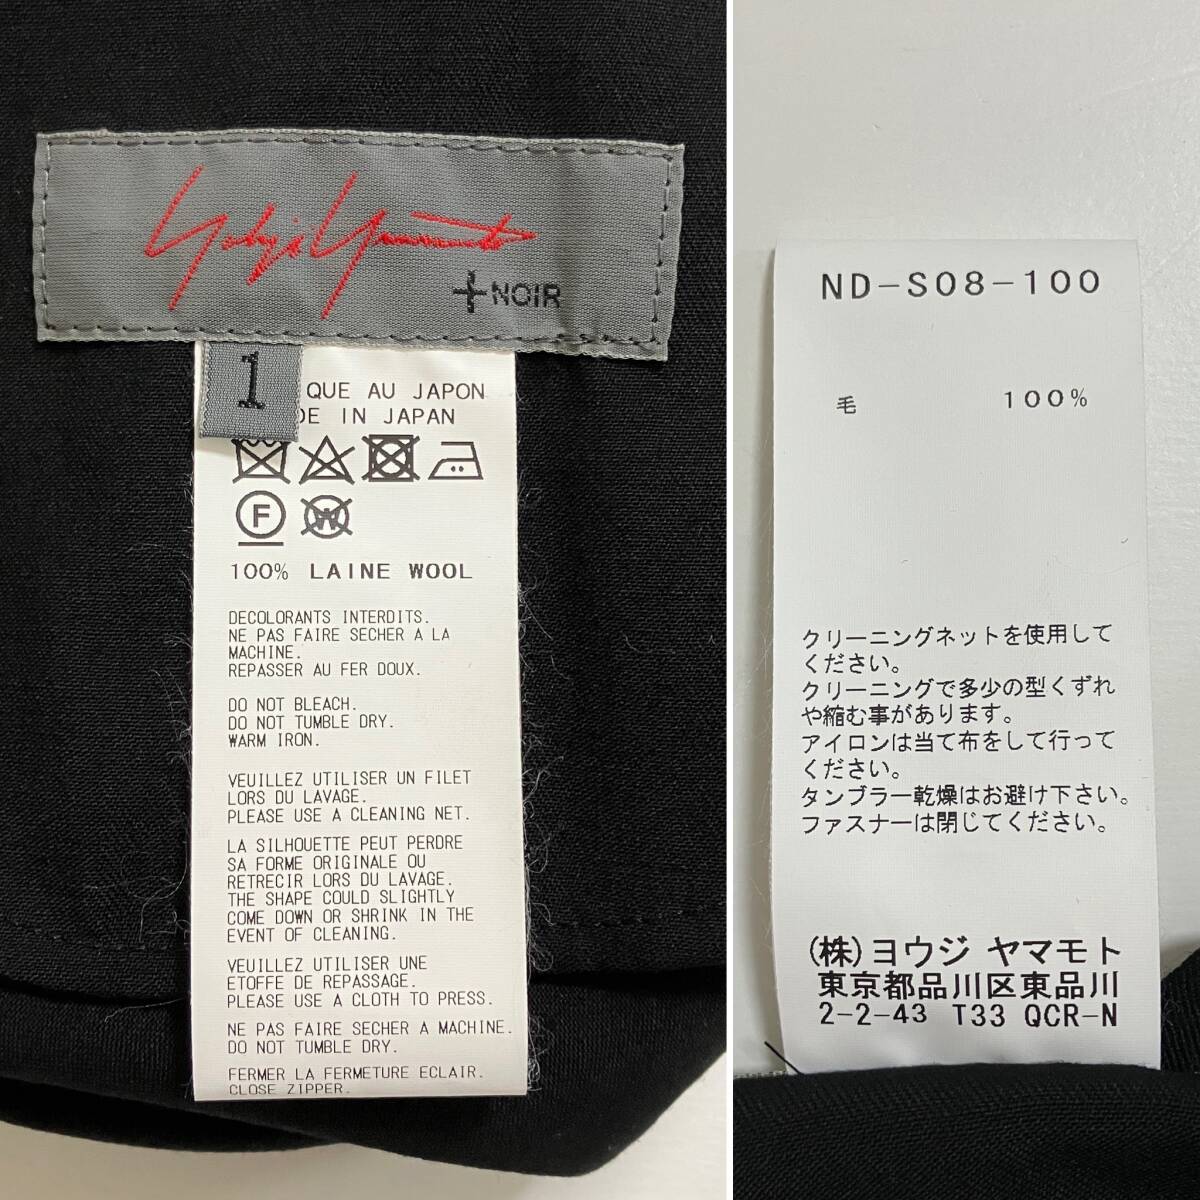 Yohji Yamamoto
+NOIR
1
QUE AU JAPON
DE IN JAPAN
F
W
100% LAINE WOOL
DECOLORANTS INTERDITS.
NE PAS FAIRE SECHER A LA
MACHINE.
REPASSER AU FER DOUX.
DO NOT BLEACH.
DO NOT TUMBLE DRY.
WARM IRON.
VEUILLEZ UTILISER UN FILET
LORS DU LAVAGE.
PLEASE USE A CLEANING NET.
LA SILHOUETTE PEUT PERDRE
SA FORME ORIGINALE OU
RETRECIR LORS DU LAVAGE.
THE SHAPE COULD SLIGHTLY
COME DOWN OR SHRINK IN THE
EVENT OF CLEANING.
VEUILLEZ UTILISER UNE
ETOFFE DE REPASSAGE.
PLEASE USE A CLOTH TO PRESS.
NE PAS FAIRE SECHER A MACHINE.
DO NOT TUMBLE DRY.
FERMER LA FERMETURE ECLAIR.
CLOSE ZIPPER.
ND-S08-100
毛 100%
クリーニングネットを使用して
ください。
クリーニングで多少の型くずれ
や縮む事があります。
アイロンは当て布をして行って
ください。
タンブラー乾燥はお避け下さい。
ファスナーは閉じてください。
(株)ヨウジ ヤマモト
東京都品川区東品川
2-2-43 T33 QCR-N